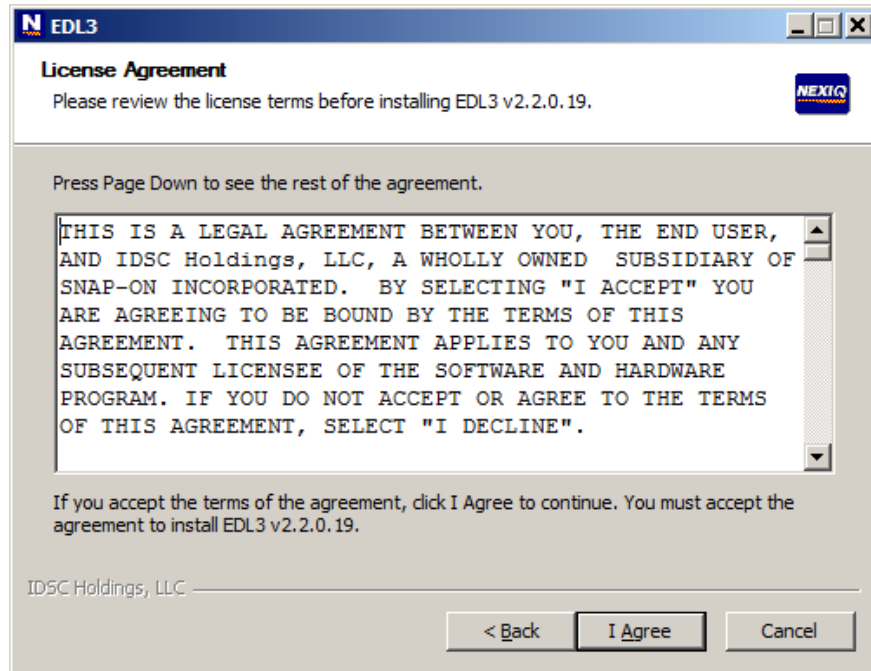 N EDL3
License Agreement
Please review the license terms before installing EDL3 v2.2.0.19.
NEXIQ
Press Page Down to see the rest of the agreement.
THIS IS A LEGAL AGREEMENT BETWEEN YOU, THE END USER,
AND IDSC Holdings, LLC, A WHOLLY OWNED  SUBSIDIARY OF
SNAP-ON INCORPORATED.  BY SELECTING "I ACCEPT" YOU
ARE AGREEING TO BE BOUND BY THE TERMS OF THIS
AGREEMENT.  THIS AGREEMENT APPLIES TO YOU AND ANY
SUBSEQUENT LICENSEE OF THE SOFTWARE AND HARDWARE
PROGRAM. IF YOU DO NOT ACCEPT OR AGREE TO THE TERMS
OF THIS AGREEMENT, SELECT "I DECLINE".
If you accept the terms of the agreement, click I Agree to continue. You must accept the
agreement to install EDL3 v2.2.0.19.
IDSC Holdings, LLC
< Back I Agree Cancel